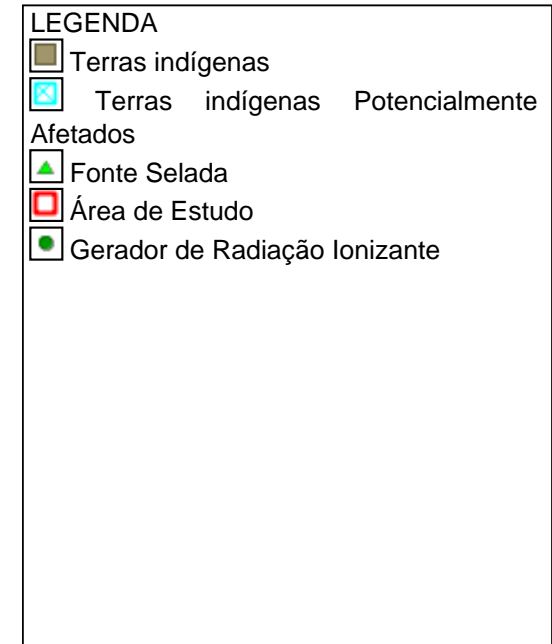 LEGENDA
Terras indígenas
Terras indígenas Potencialmente
Afetados
Fonte Selada
Área de Estudo
Gerador de Radiação Ionizante